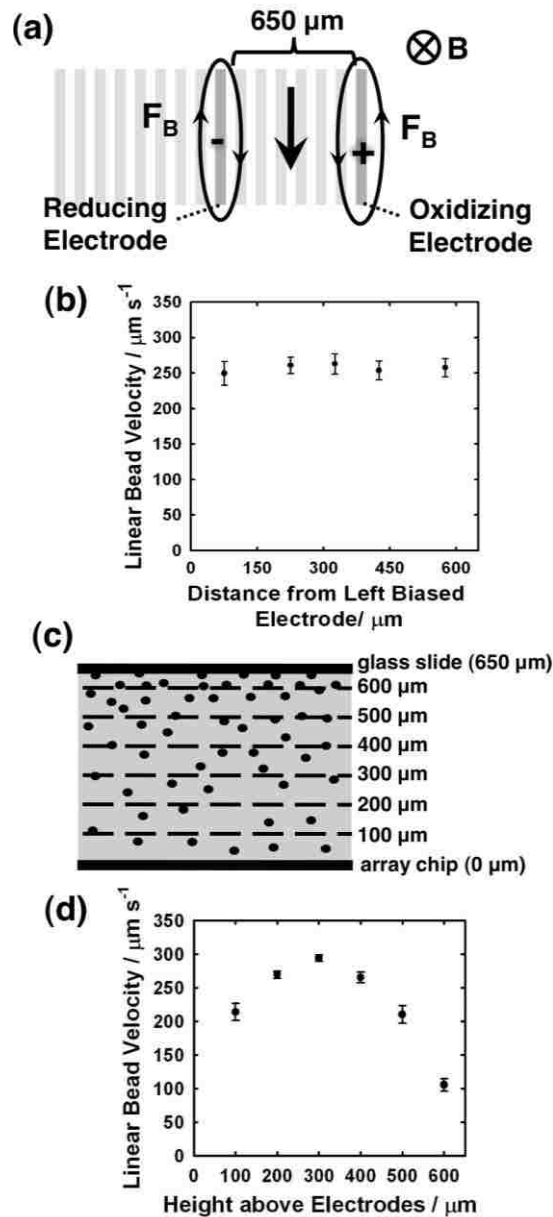 (a)
650 µm
B
F_B
F_B
-
+
Reducing
Electrode
Oxidizing
Electrode
(b)
Linear Bead Velocity / µm s⁻¹
350
300
250
200
150
100
50
0
0 150 300 450 600
Distance from Left Biased
Electrode/ µm
(c)
glass slide (650 µm)
600 µm
500 µm
400 µm
300 µm
200 µm
100 µm
array chip (0 µm)
(d)
Linear Bead Velocity / µm s⁻¹
350
300
250
200
150
100
50
0
0 100 200 300 400 500 600
Height above Electrodes / µm